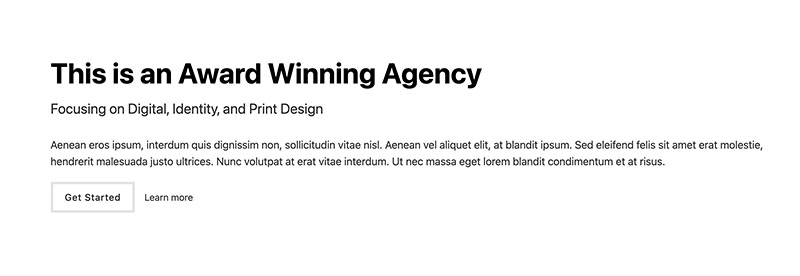 This is an Award Winning Agency
Focusing on Digital, Identity, and Print Design
Aenean eros ipsum, interdum quis dignissim non, sollicitudin vitae nisl. Aenean vel aliquet elit, at blandit ipsum. Sed eleifend felis sit amet erat molestie,
hendrerit malesuada justo ultrices. Nunc volutpat at erat vitae interdum. Ut nec massa eget lorem blandit condimentum et at risus.
Get Started Learn more